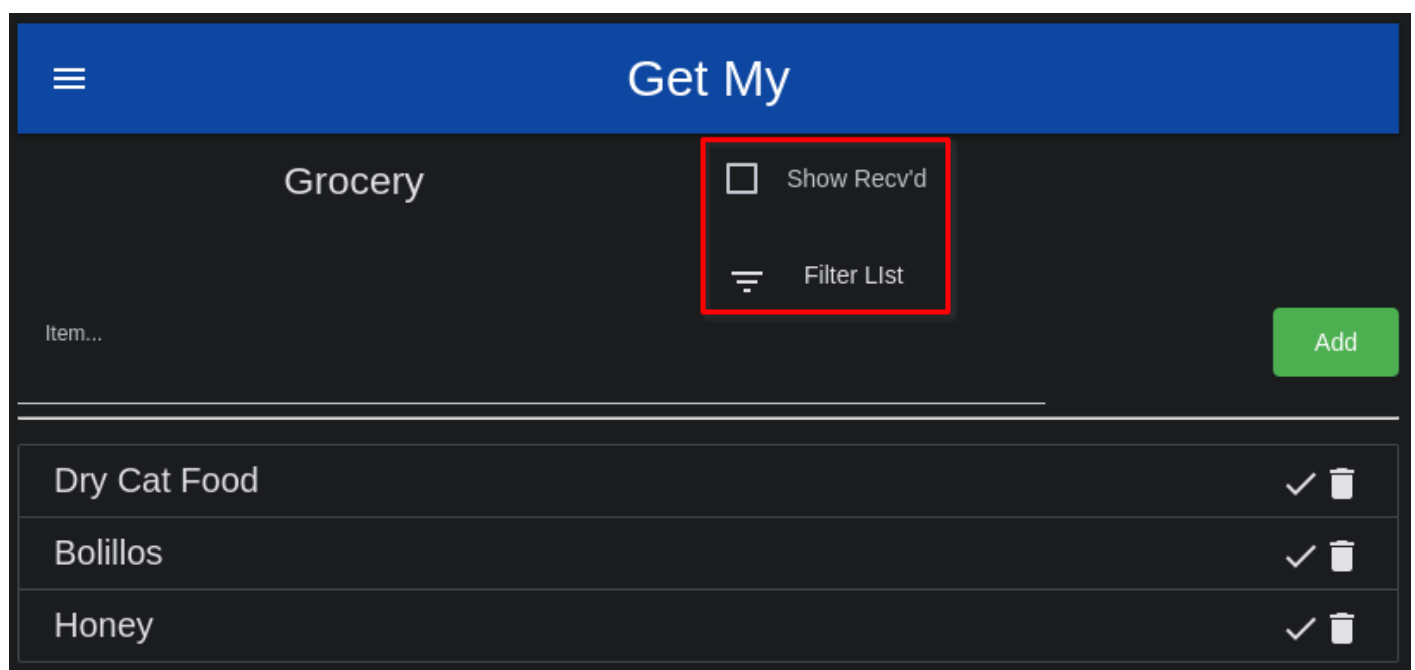 Get My
Grocery
Show Recv'd
Filter LIst
Item...
Add
Dry Cat Food
Bolillos
Honey